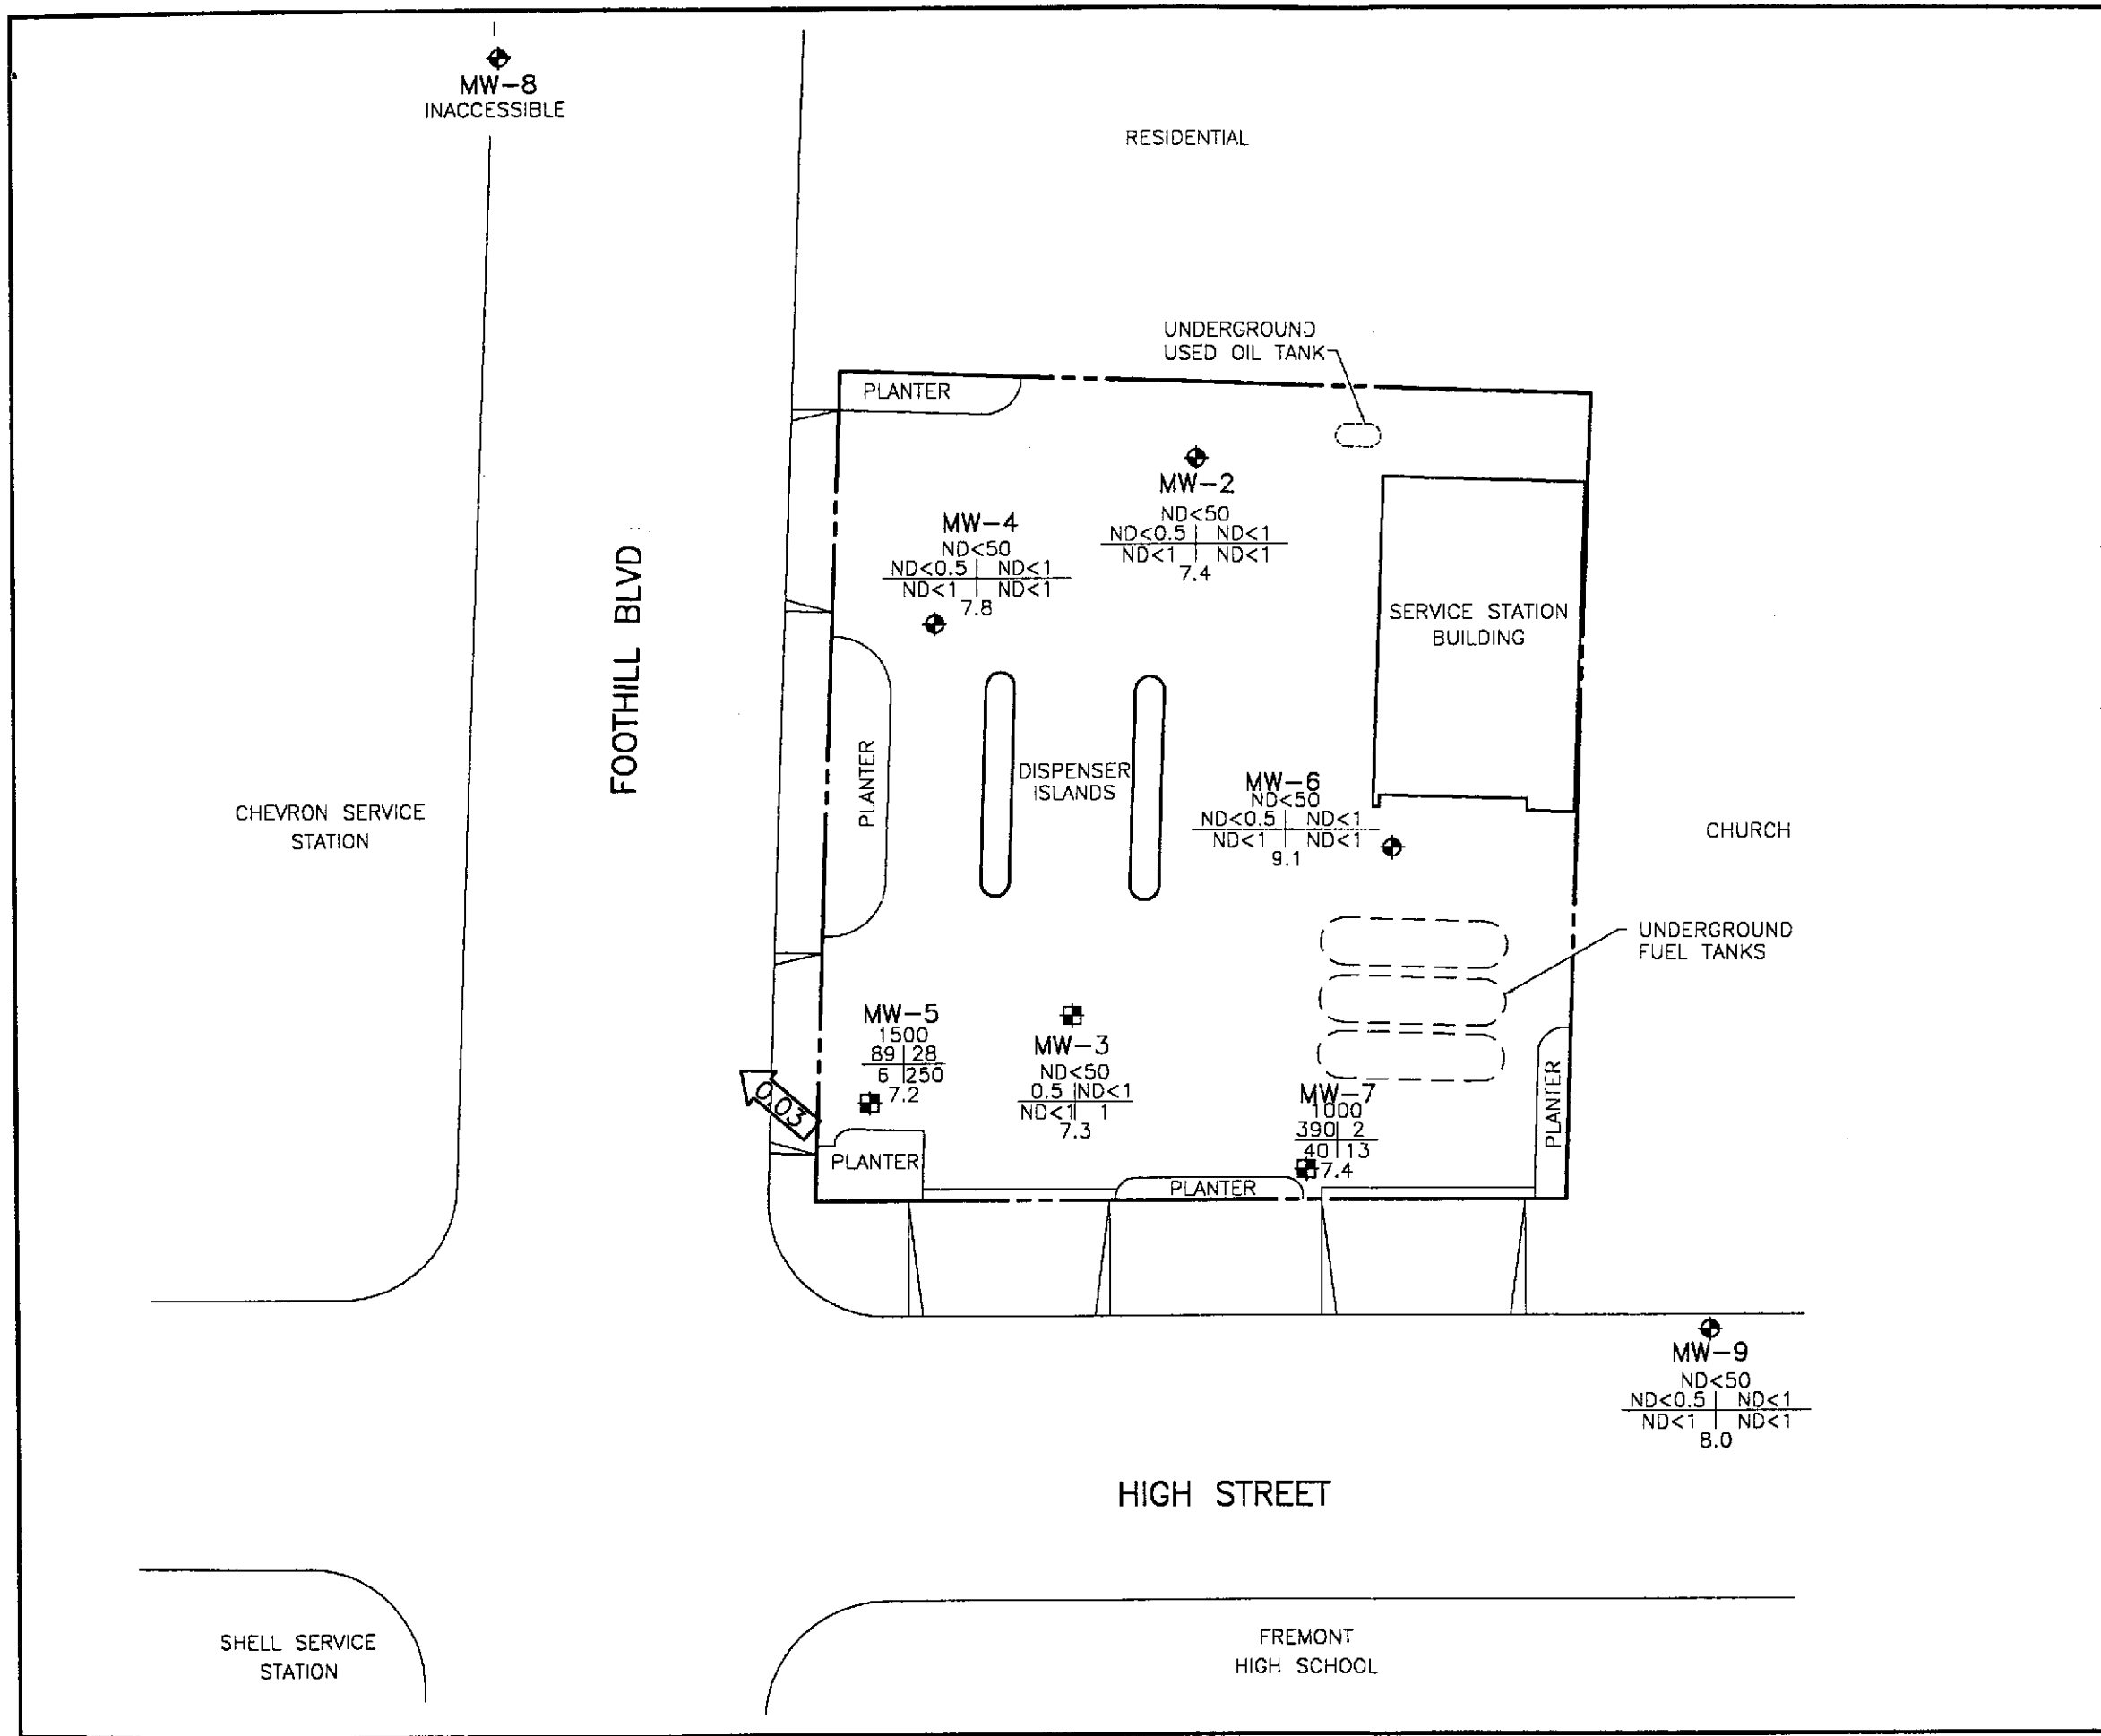 MW-8
INACCESSIBLE
RESIDENTIAL
UNDERGROUND
USED OIL TANK
PLANTER
MW-2
ND<50
ND<0.5 | ND<1
ND<1 | ND<1
7.4
MW-4
ND<50
ND<0.5 | ND<1
ND<1 | ND<1
7.8
FOOTHILL BLVD
SERVICE STATION
BUILDING
PLANTER
DISPENSER
ISLANDS
MW-6
ND<50
ND<0.5 | ND<1
ND<1 | ND<1
9.1
CHEVRON SERVICE
STATION
CHURCH
UNDERGROUND
FUEL TANKS
MW-5
1500
89 | 28
6 | 250
7.2
MW-3
ND<50
0.5 | ND<1
ND<1 | 1
7.3
MW-7
1000
390 | 2
40 | 13
7.4
PLANTER
0.03
PLANTER
PLANTER
MW-9
ND<50
ND<0.5 | ND<1
ND<1 | ND<1
8.0
HIGH STREET
SHELL SERVICE
STATION
FREMONT
HIGH SCHOOL